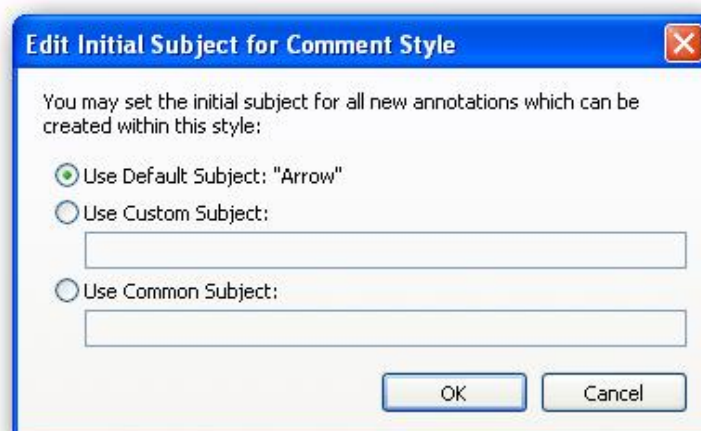 Edit Initial Subject for Comment Style
You may set the initial subject for all new annotations which can be
created within this style:
Use Default Subject: "Arrow"
Use Custom Subject:
Use Common Subject:
OK
Cancel